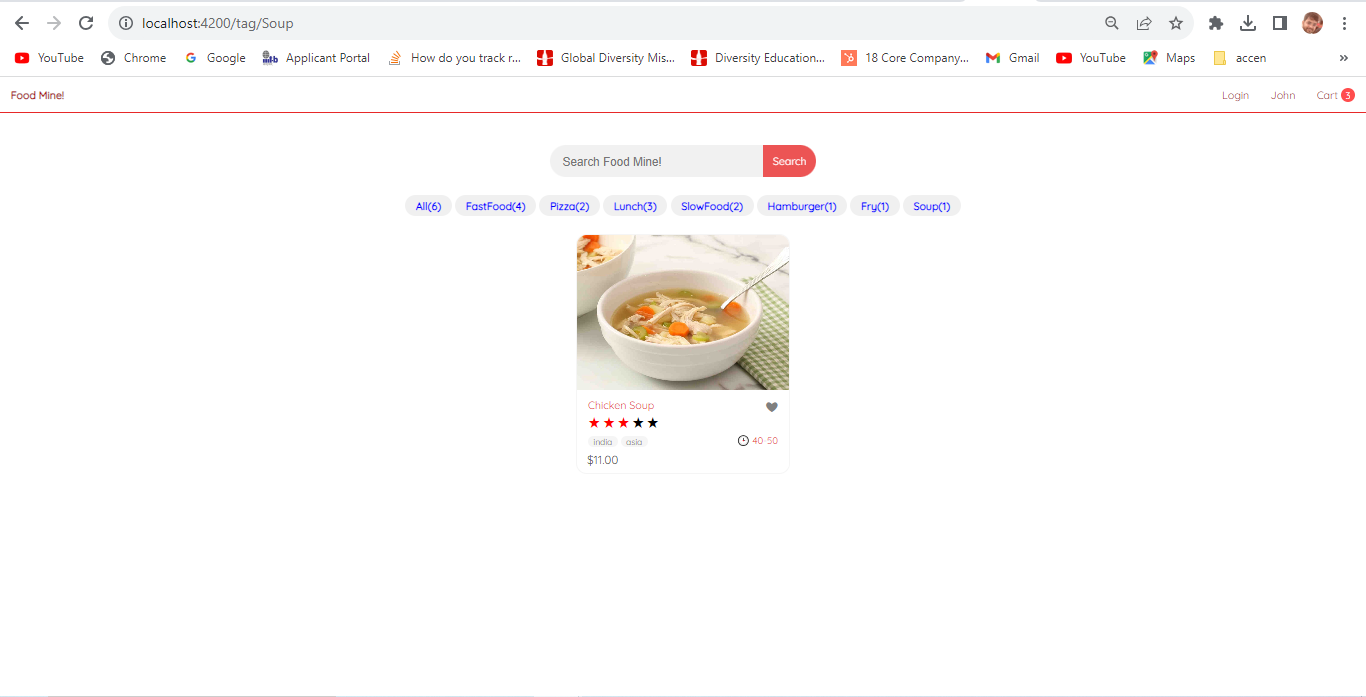 localhost:4200/tag/Soup
YouTube Chrome Google Applicant Portal How do you track r... Global Diversity Mis... Diversity Education... 18 Core Company... Gmail YouTube Maps accen »
Food Mine! Login John Cart 3
Search Food Mine! Search
All(6) FastFood(4) Pizza(2) Lunch(3) SlowFood(2) Hamburger(1) Fry(1) Soup(1)
Chicken Soup
india asia 40-50
$11.00